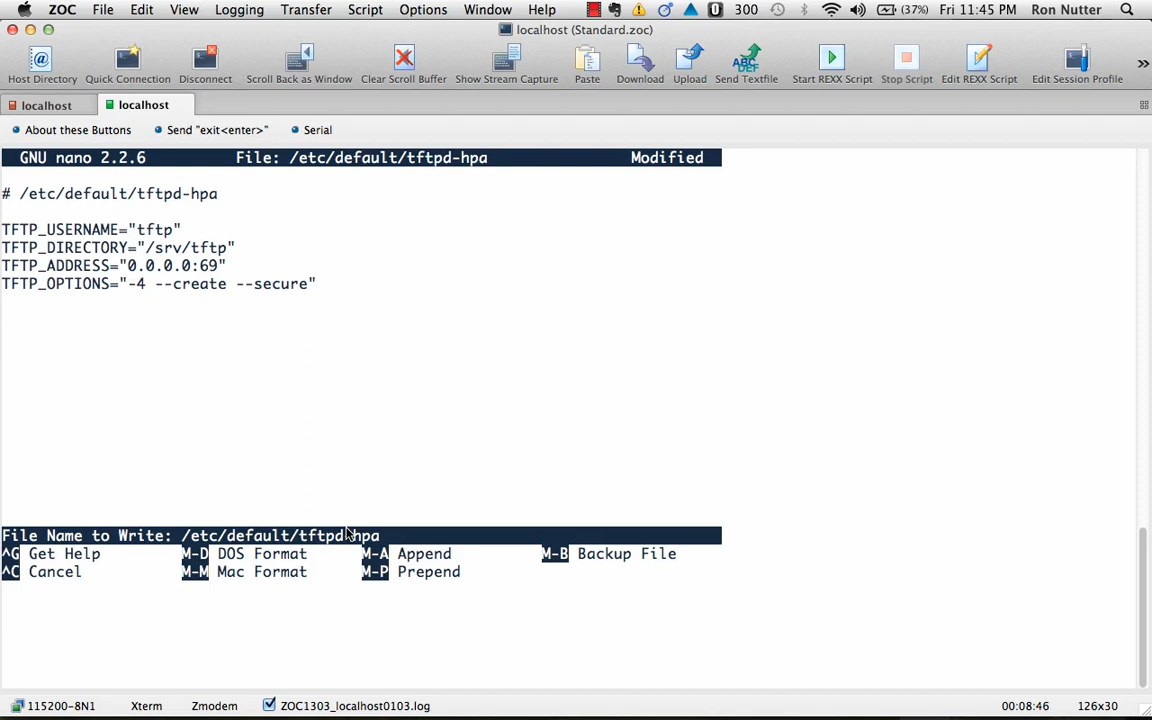 ZOC File Edit View Logging Transfer Script Options Window Help 300 (37%) Fri 11:45 PM Ron Nutter
localhost (Standard.zoc)
Host Directory Quick Connection Disconnect Scroll Back as Window Clear Scroll Buffer Show Stream Capture Paste Download Upload Send Textfile Start REXX Script Stop Script Edit REXX Script Edit Session Profile
localhost localhost
About these Buttons Send "exit<enter>" Serial
GNU nano 2.2.6 File: /etc/default/tftpd-hpa Modified
# /etc/default/tftpd-hpa
TFTP_USERNAME="tftp"
TFTP_DIRECTORY="/srv/tftp"
TFTP_ADDRESS="0.0.0.0:69"
TFTP_OPTIONS="-4 --create --secure"
File Name to Write: /etc/default/tftpd-hpa
^G Get Help M-D DOS Format M-A Append M-B Backup File
^C Cancel M-M Mac Format M-P Prepend
115200-8N1 Xterm Zmodem ZOC1303_localhost0103.log 00:08:46 126x30